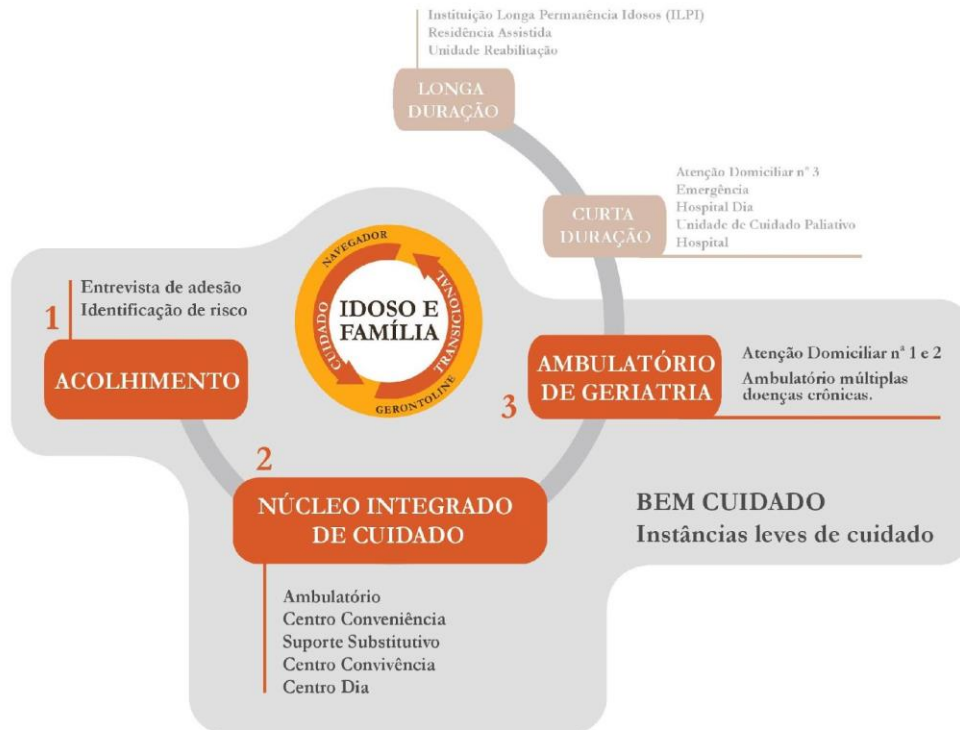 Instituição Longa Permanência Idosos (ILPI)
Residência Assistida
Unidade Reabilitação
LONGA
DURAÇÃO
Atenção Domiciliar nº 3
Emergência
Hospital Dia
Unidade de Cuidado Paliativo
Hospital
CURTA
DURAÇÃO
1
Entrevista de adesão
Identificação de risco
ACOLHIMENTO
NAVEGADOR
CUIDADO
TRANSICIONAL
IDOSO E
FAMÍLIA
GERONTOLINE
2
NÚCLEO INTEGRADO
DE CUIDADO
Ambulatório
Centro Conveniência
Suporte Substitutivo
Centro Convivência
Centro Dia
3
AMBULATÓRIO
DE GERIATRIA
Atenção Domiciliar nª 1 e 2
Ambulatório múltiplas
doenças crônicas.
BEM CUIDADO
Instâncias leves de cuidado